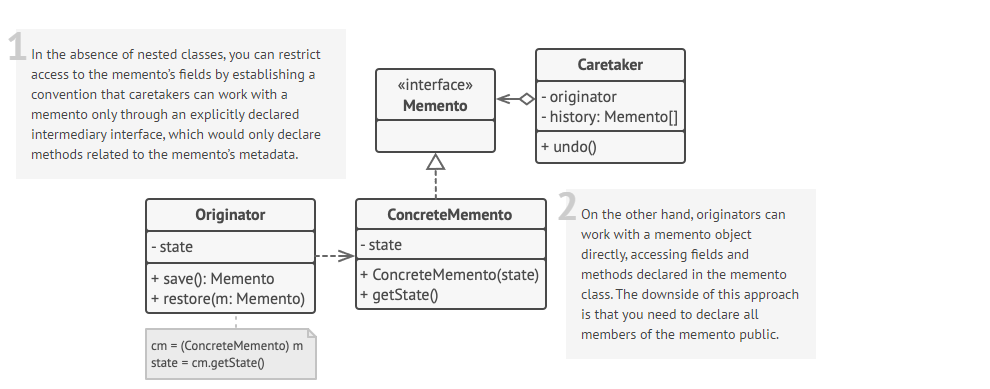 1
In the absence of nested classes, you can restrict
access to the memento's fields by establishing a
convention that caretakers can work with a
memento only through an explicitly declared
intermediary interface, which would only declare
methods related to the memento's metadata.
«interface»
Memento
Caretaker
- originator
- history: Memento[]
+ undo()
Originator
- state
+ save(): Memento
+ restore(m: Memento)
cm = (ConcreteMemento) m
state = cm.getState()
ConcreteMemento
- state
+ ConcreteMemento(state)
+ getState()
2
On the other hand, originators can
work with a memento object
directly, accessing fields and
methods declared in the memento
class. The downside of this approach
is that you need to declare all
members of the memento public.